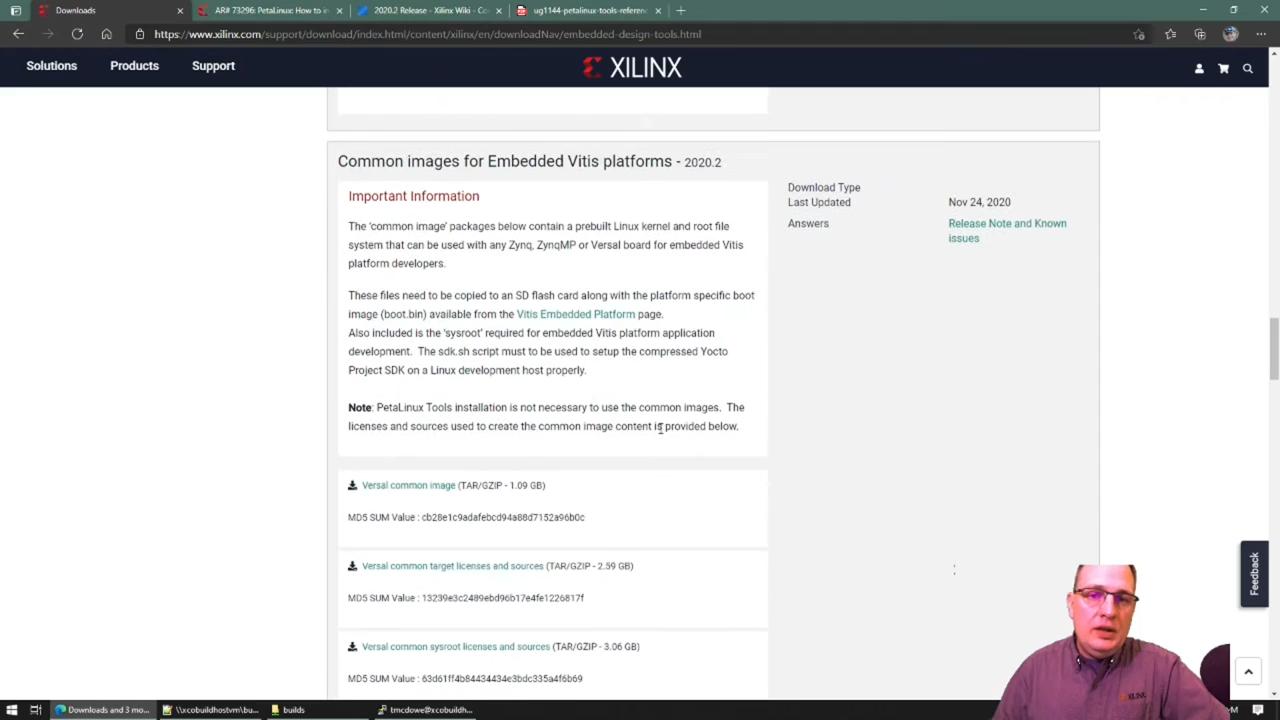 Downloads
AR# 73296: PetaLinux How to in
2020.2 Release - Xilinx Wiki - Co
ug1144-petalinux-tools-referen
https://www.xilinx.com/support/download/index.html/content/xilinx/en/downloadNav/embedded-design-tools.html
Solutions Products Support
XILINX
Common images for Embedded Vitis platforms - 2020.2
Important Information
The 'common image' packages below contain a prebuilt Linux kernel and root file
system that can be used with any Zynq, ZynqMP or Versal board for embedded Vitis
platform developers.
These files need to be copied to an SD flash card along with the platform specific boot
image (boot.bin) available from the Vitis Embedded Platform page.
Also included is the 'sysroot' required for embedded Vitis platform application
development. The sdk.sh script must to be used to setup the compressed Yocto
Project SDK on a Linux development host properly.
Note: PetaLinux Tools installation is not necessary to use the common images. The
licenses and sources used to create the common image content is provided below.
Download Type
Last Updated Nov 24, 2020
Answers Release Note and Known
issues
Versal common image (TAR/GZIP - 1.09 GB)
MD5 SUM Value : cb28e1c9adafebcd94a88d7152a96b0c
Versal common target licenses and sources (TAR/GZIP - 2.59 GB)
MD5 SUM Value : 13239e3c2489ebd96b17e4fe1226817f
Versal common sysroot licenses and sources (TAR/GZIP - 3.06 GB)
MD5 SUM Value : 63d61ff4b84434434e3bdc335a4f6b69
Feedback
XILINX
Downloads and 3 mo...
\\xcobuildhostvm\bu...
builds
tmcdowe@xcobuildh...